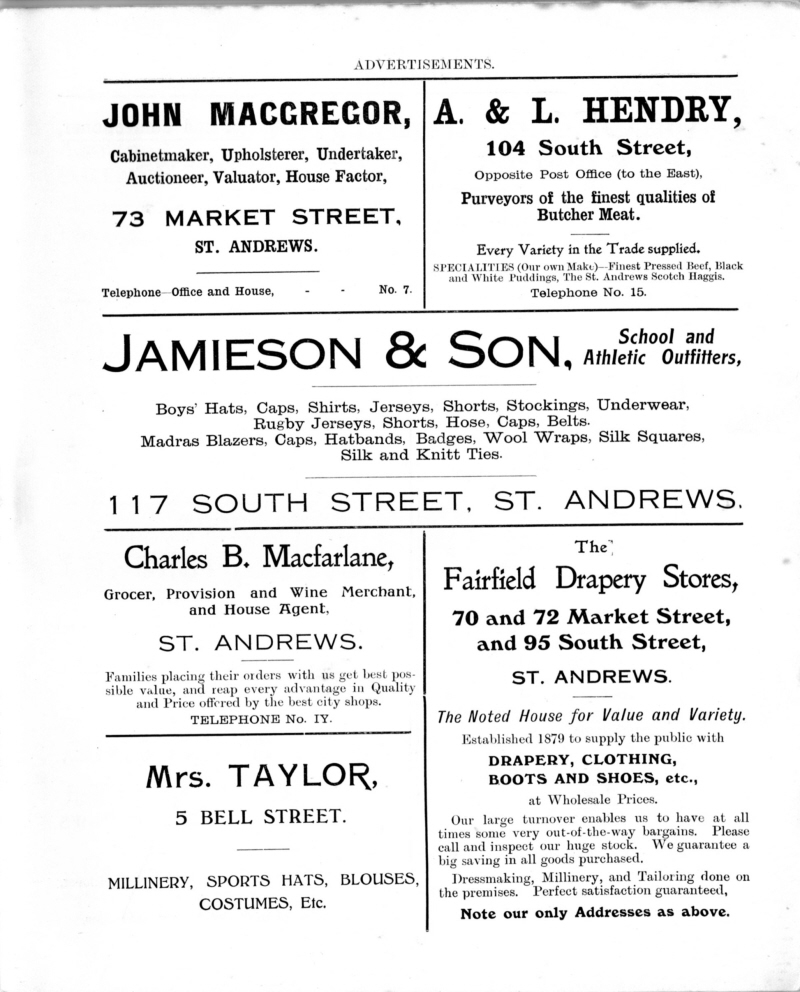 ADVERTISEMENTS.
JOHN MACGREGOR,
Cabinetmaker, Upholsterer, Undertaker,
Auctioneer, Valuator, House Factor,
73 MARKET STREET,
ST. ANDREWS.
Telephone—Office and House, - - No. 7.
A. & L. HENDRY,
104 South Street,
Opposite Post Office (to the East),
Purveyors of the finest qualities of
Butcher Meat.
Every Variety in the Trade supplied.
SPECIALITIES (Our own Make)—Finest Pressed Beef, Black
and White Puddings, The St. Andrews Scotch Haggis.
Telephone No. 15.
JAMIESON & SON,
School and
Athletic Outfitters,
Boys' Hats, Caps, Shirts, Jerseys, Shorts, Stockings, Underwear,
Rugby Jerseys, Shorts, Hose, Caps, Belts.
Madras Blazers, Caps, Hatbands, Badges, Wool Wraps, Silk Squares,
Silk and Knitt Ties.
117 SOUTH STREET, ST. ANDREWS.
Charles B. Macfarlane,
Grocer, Provision and Wine Merchant,
and House Agent,
ST. ANDREWS.
Families placing their orders with us get best pos-
sible value, and reap every advantage in Quality
and Price offered by the best city shops.
TELEPHONE No. IY.
Mrs. TAYLOR,
5 BELL STREET.
MILLINERY, SPORTS HATS, BLOUSES,
COSTUMES, Etc.
The
Fairfield Drapery Stores,
70 and 72 Market Street,
and 95 South Street,
ST. ANDREWS.
The Noted House for Value and Variety.
Established 1879 to supply the public with
DRAPERY, CLOTHING,
BOOTS AND SHOES, etc.,
at Wholesale Prices.
Our large turnover enables us to have at all
times some very out-of-the-way bargains. Please
call and inspect our huge stock. We guarantee a
big saving in all goods purchased.
Dressmaking, Millinery, and Tailoring done on
the premises. Perfect satisfaction guaranteed,
Note our only Addresses as above.